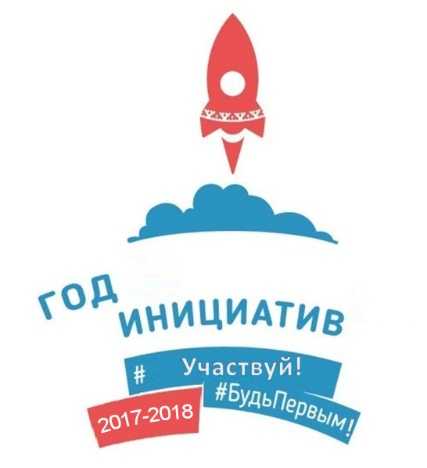 ГОД
ИНИЦИАТИВ
# Участвуй!
#БудьПервым!
2017-2018